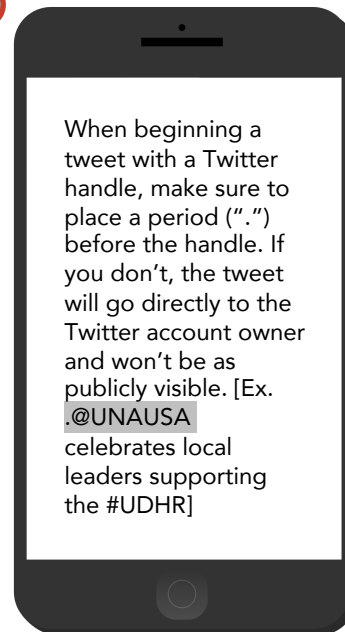 When beginning a
tweet with a Twitter
handle, make sure to
place a period (“.”)
before the handle. If
you don’t, the tweet
will go directly to the
Twitter account owner
and won’t be as
publicly visible. [Ex.
.@UNAUSA
celebrates local
leaders supporting
the #UDHR]